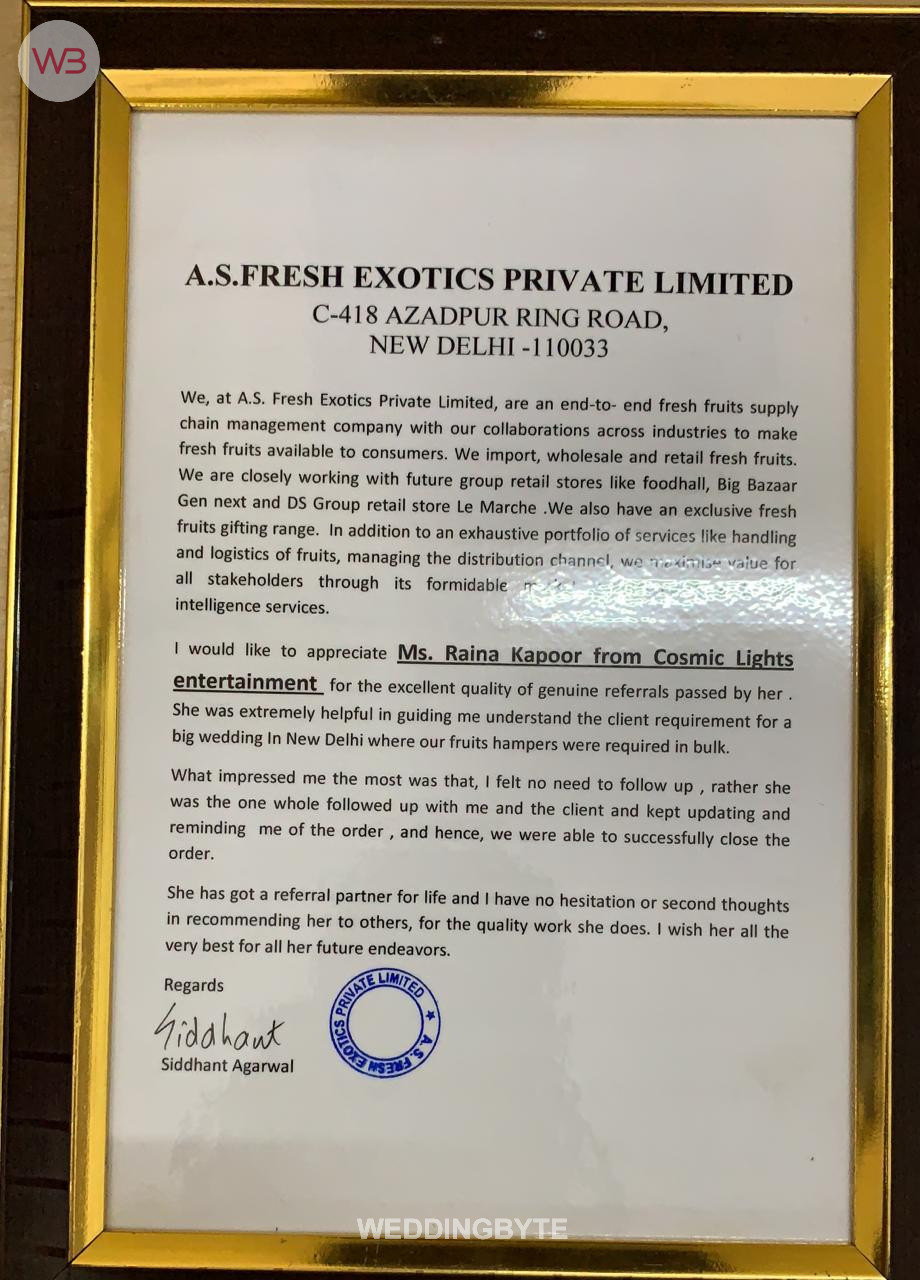 WB
A.S.FRESH EXOTICS PRIVATE LIMITED
C-418 AZADPUR RING ROAD,
NEW DELHI -110033
We, at A.S. Fresh Exotics Private Limited, are an end-to- end fresh fruits supply
chain management company with our collaborations across industries to make
fresh fruits available to consumers. We import, wholesale and retail fresh fruits.
We are closely working with future group retail stores like foodhall, Big Bazaar
Gen next and DS Group retail store Le Marche .We also have an exclusive fresh
fruits gifting range. In addition to an exhaustive portfolio of services like handling
and logistics of fruits, managing the distribution channel, we maximise value for
all stakeholders through its formidable
intelligence services.
I would like to appreciate Ms. Raina Kapoor from Cosmic Lights
entertainment for the excellent quality of genuine referrals passed by her .
She was extremely helpful in guiding me understand the client requirement for a
big wedding In New Delhi where our fruits hampers were required in bulk.
What impressed me the most was that, I felt no need to follow up , rather she
was the one whole followed up with me and the client and kept updating and
reminding me of the order , and hence, we were able to successfully close the
order.
She has got a referral partner for life and I have no hesitation or second thoughts
in recommending her to others, for the quality work she does. I wish her all the
very best for all her future endeavors.
Regards
Siddhant
Siddhant Agarwal
A.S. FRESH EXOTICS PRIVATE LIMITED ★
WEDDINGBYTE